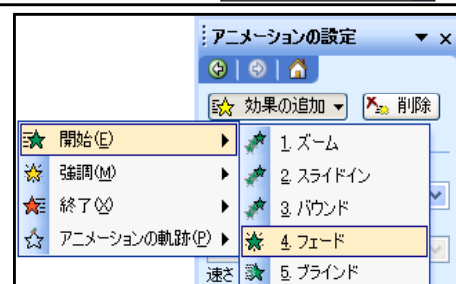 アニメーションの設定
効果の追加 削除
開始(E)
強調(M)
終了(X)
アニメーションの軌跡(P)
1. ズーム
2. スライドイン
3. バウンド
4. フェード
5. ブラインド
速さ